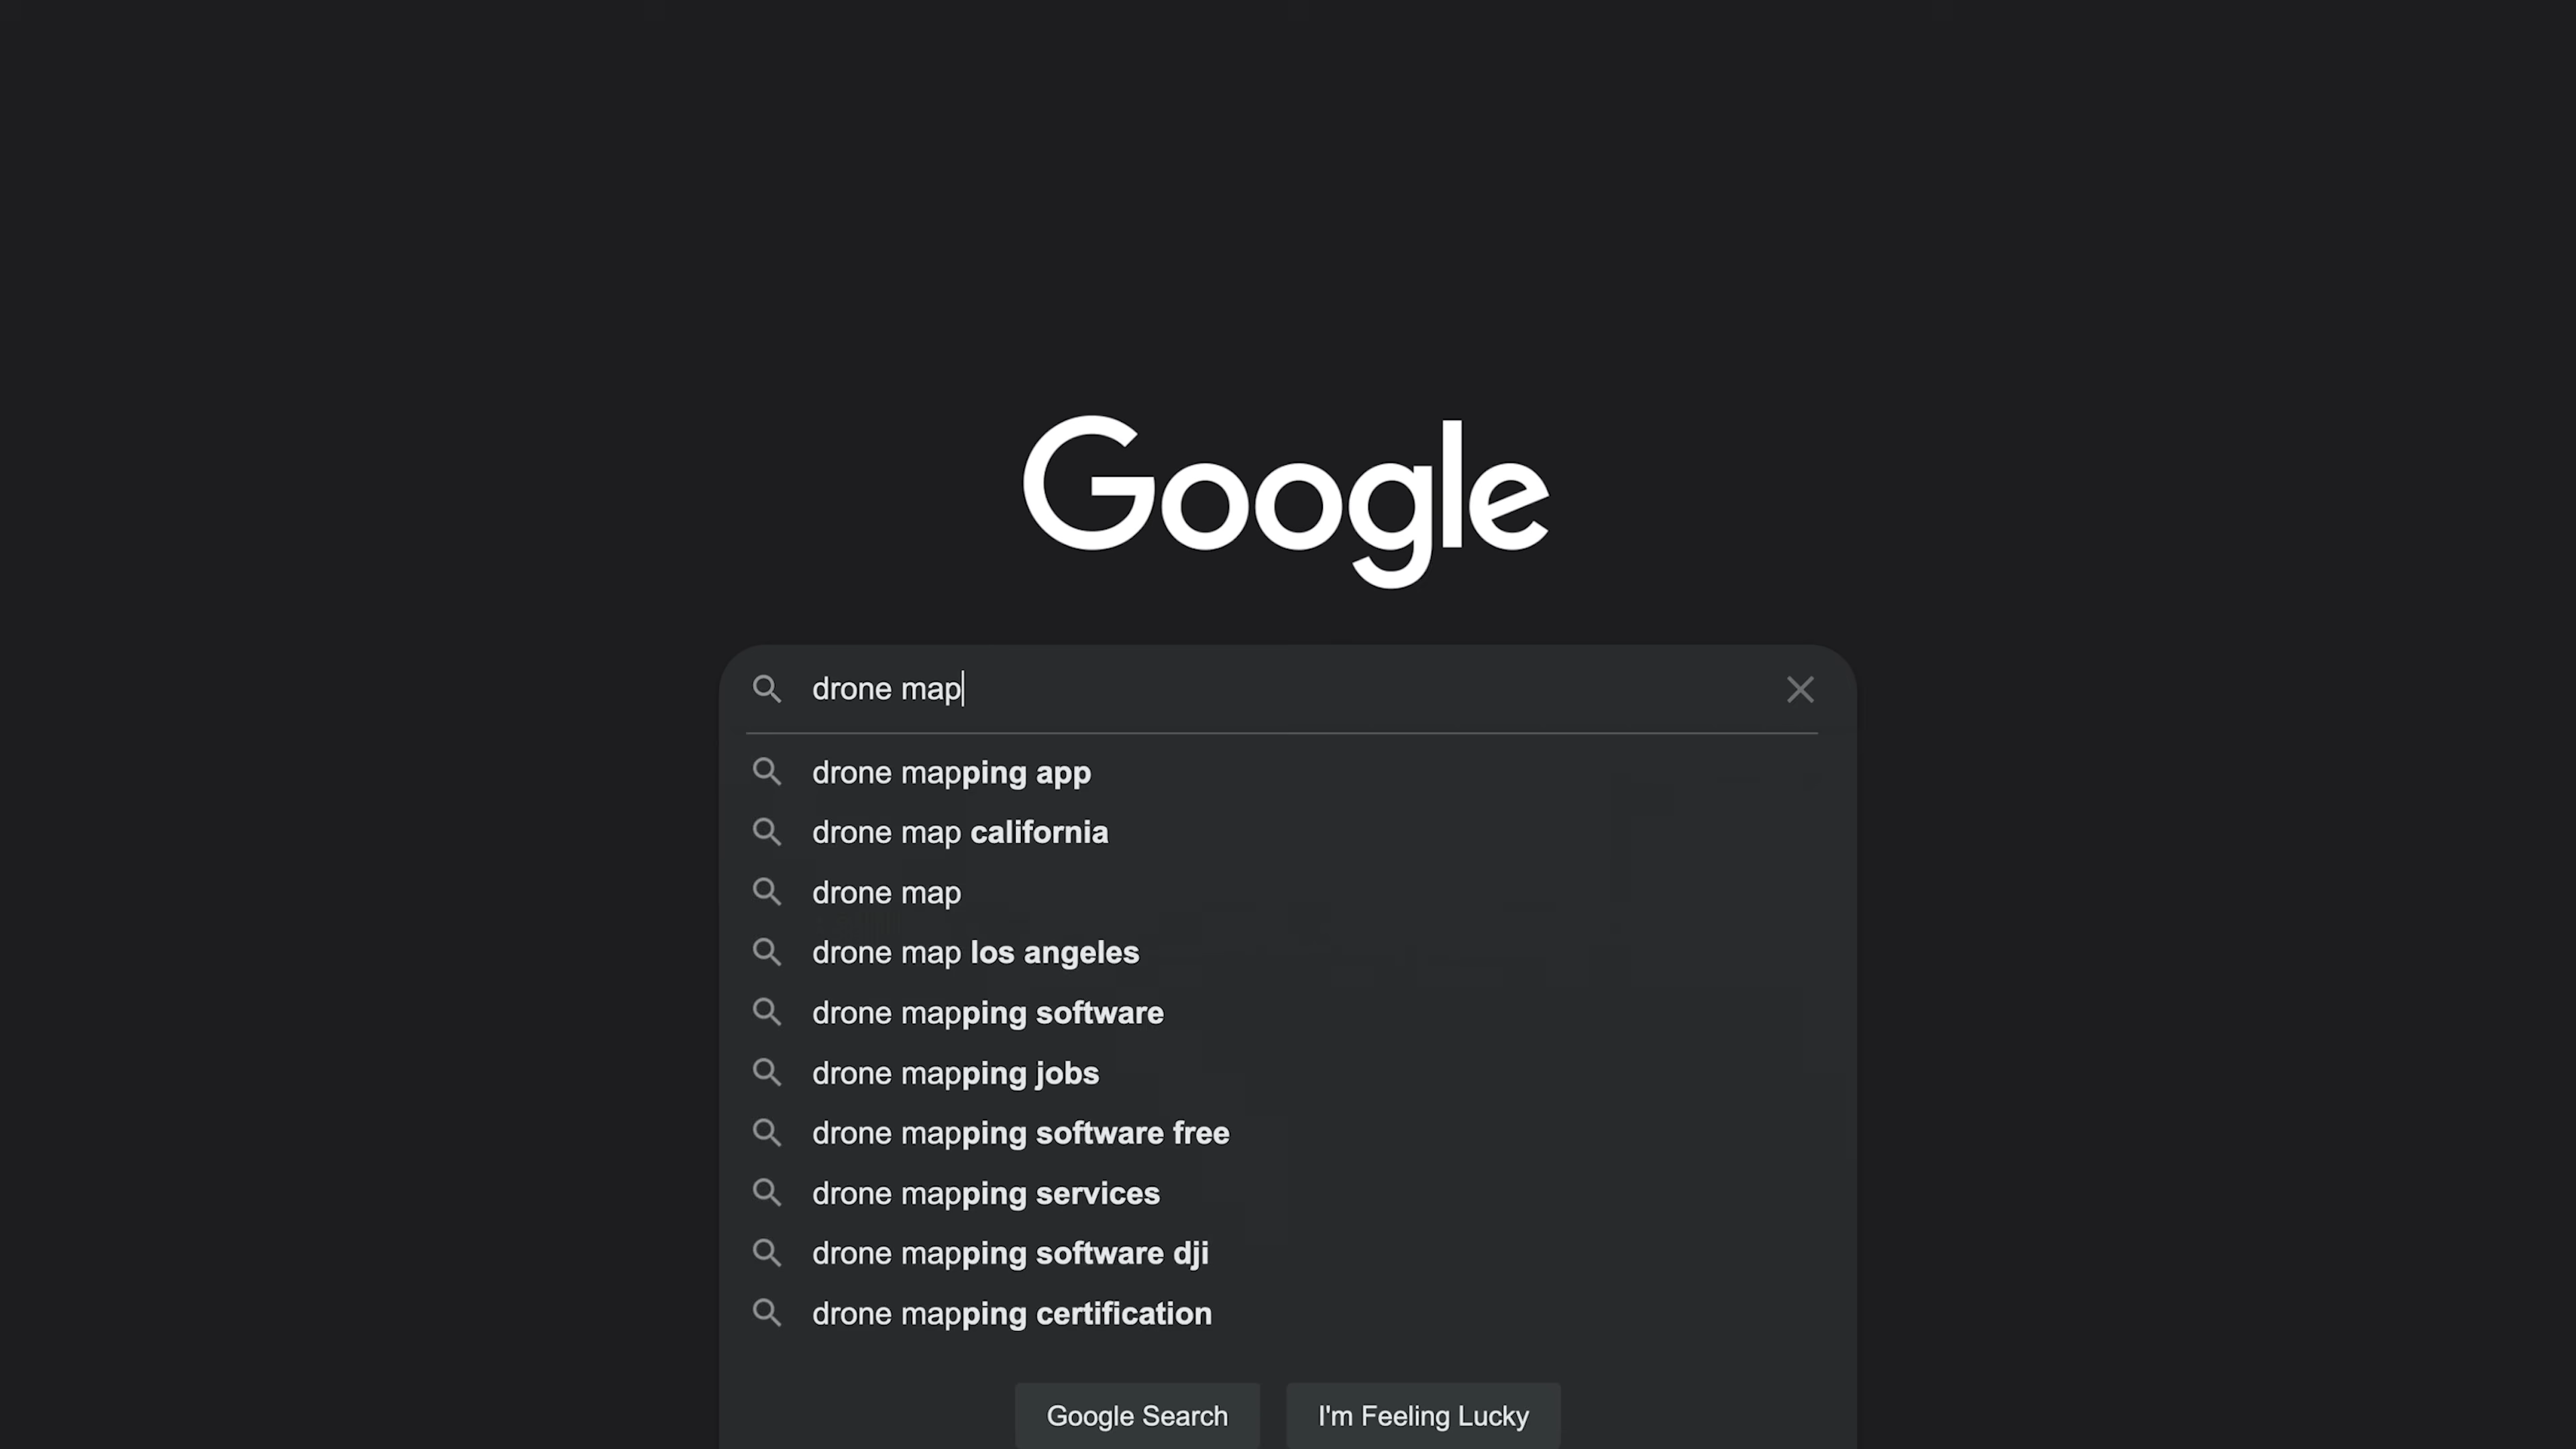 Google
drone map
drone mapping app
drone map california
drone map
drone map los angeles
drone mapping software
drone mapping jobs
drone mapping software free
drone mapping services
drone mapping software dji
drone mapping certification
Google Search I'm Feeling Lucky